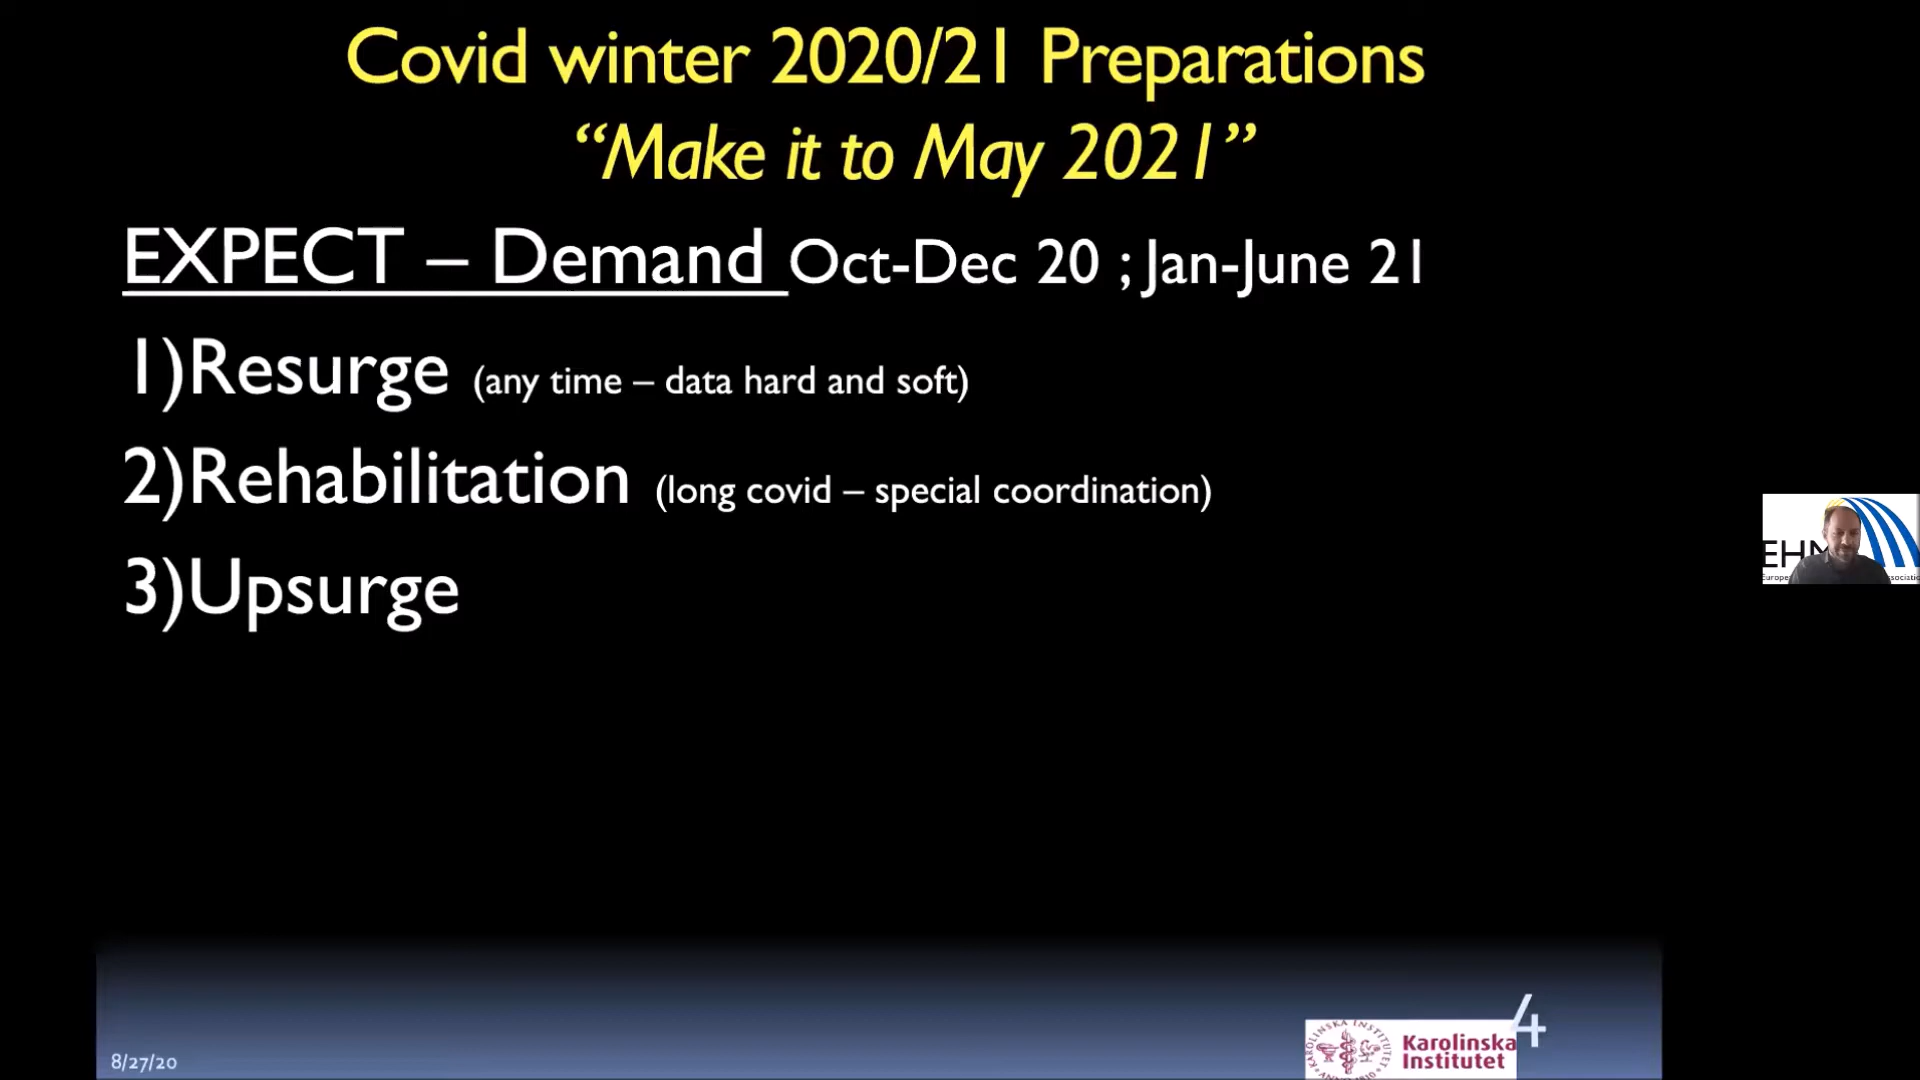 Covid winter 2020/21 Preparations
“Make it to May 2021”
EXPECT – Demand Oct-Dec 20 ; Jan-June 21
1)Resurge (any time – data hard and soft)
2)Rehabilitation (long covid – special coordination)
3)Upsurge
EHM
Europe
8/27/20
4
Karolinska
Institutet